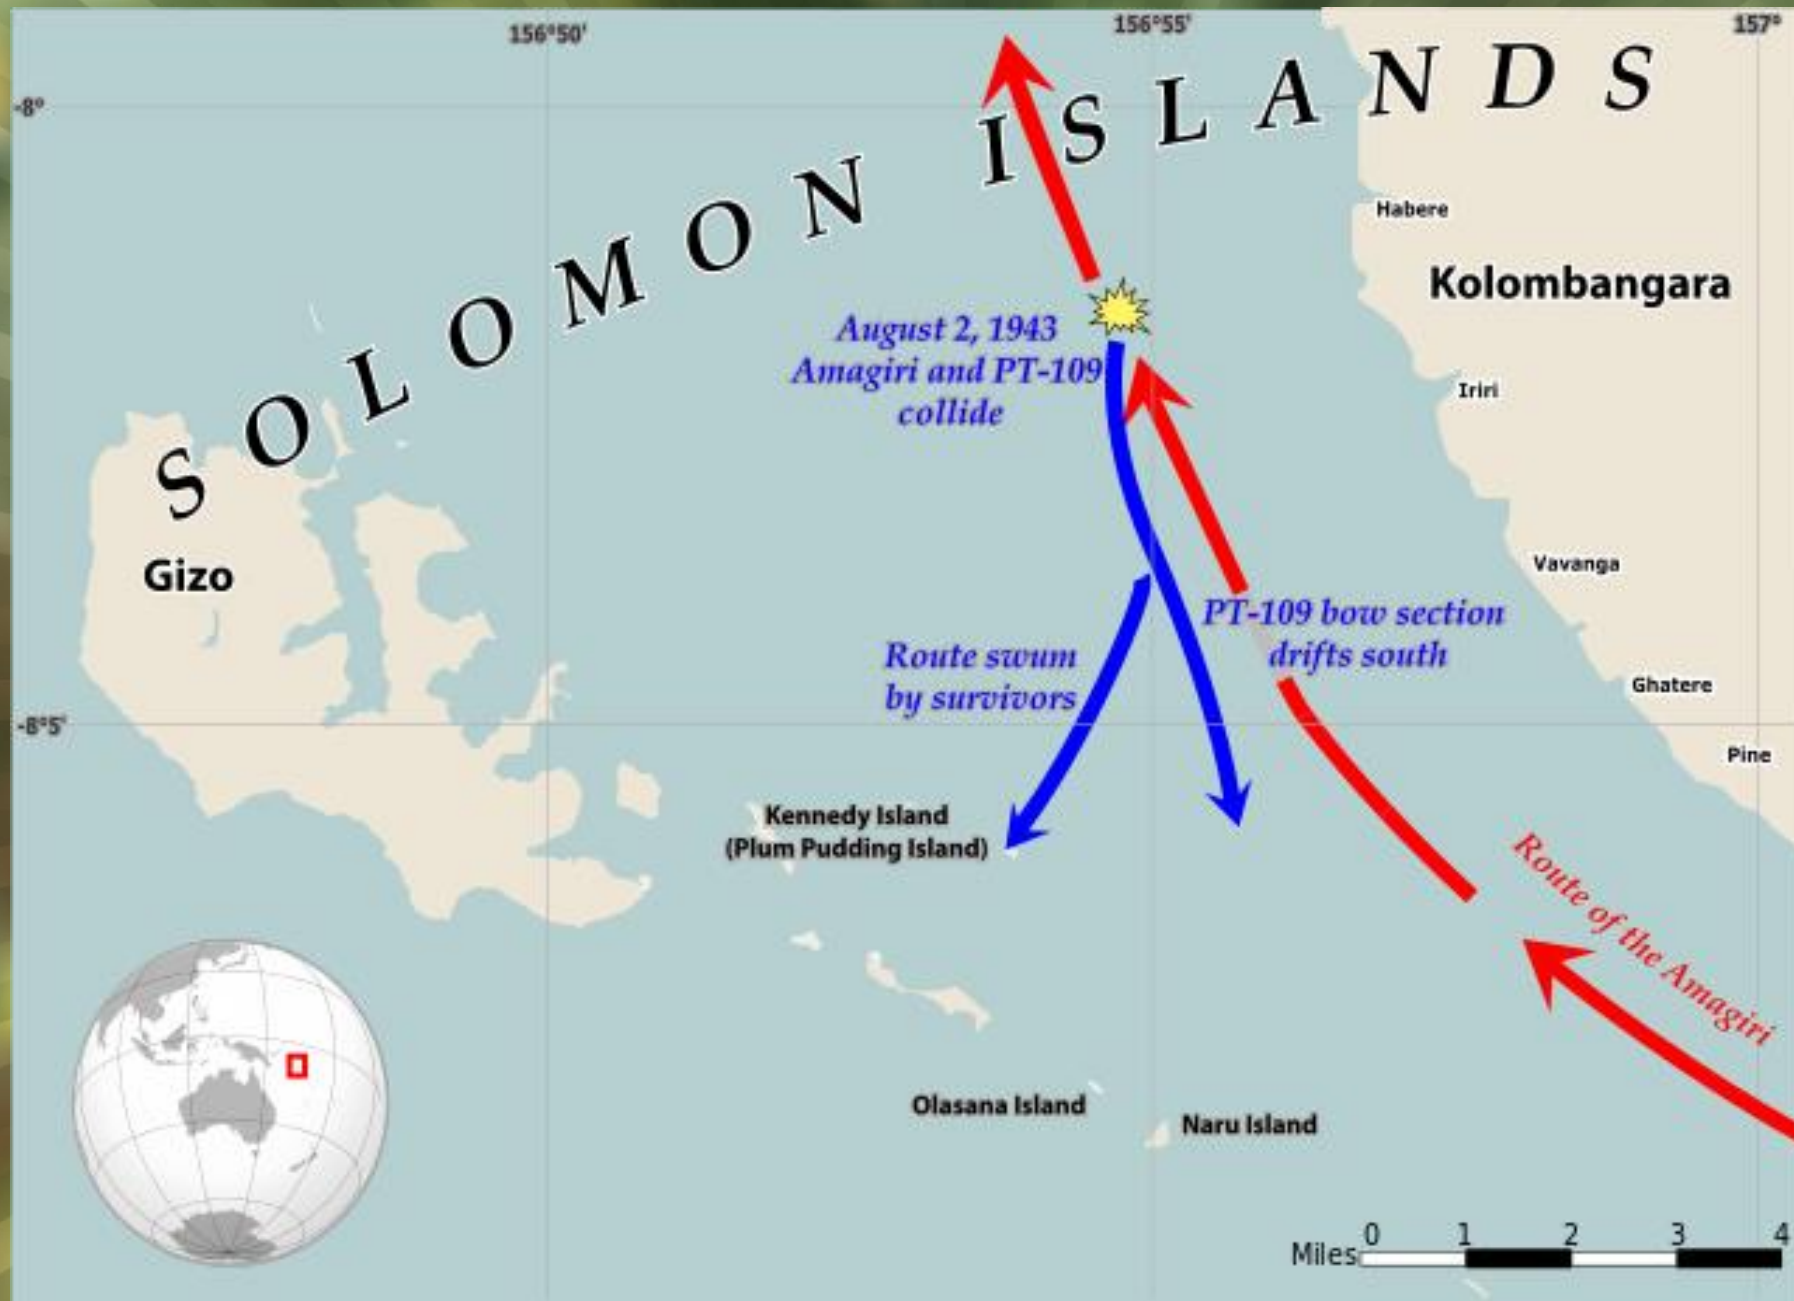 156°50'
156°55'
157°
-8°
SOLOMON ISLANDS
Habere
Kolombangara
August 2, 1943
Amagiri and PT-109
collide
Iriri
Gizo
Vavanga
PT-109 bow section
drifts south
Route swum
by survivors
Ghatere
-8°5'
Pine
Kennedy Island
(Plum Pudding Island)
Route of the Amagiri
Olasana Island
Naru Island
Miles 0 1 2 3 4